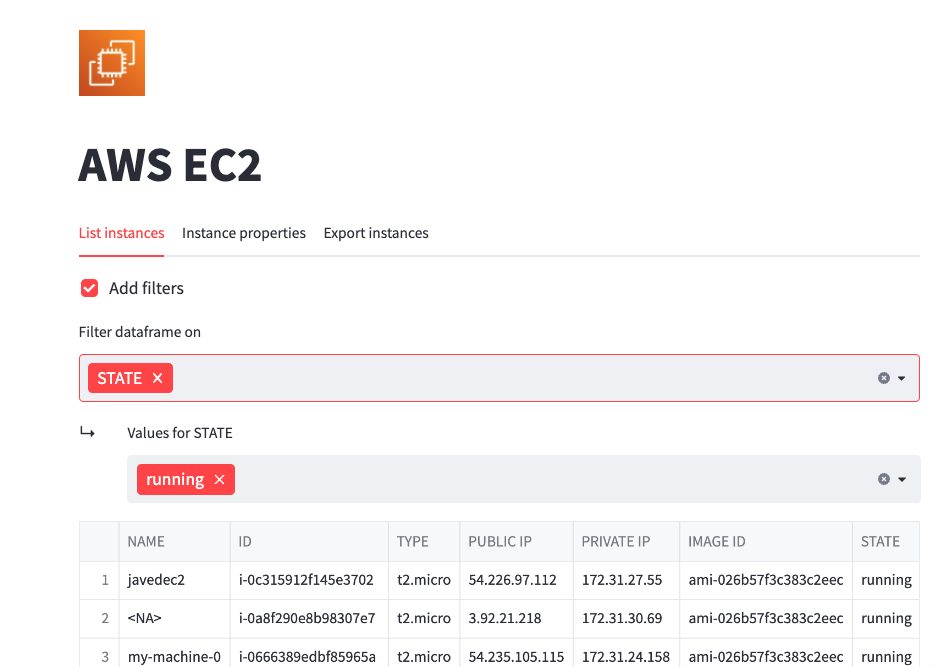 AWS EC2
List instances Instance properties Export instances
Add filters
Filter dataframe on
STATE
Values for STATE
running
NAME ID TYPE PUBLIC IP PRIVATE IP IMAGE ID STATE
1 javedec2 i-0c315912f145e3702 t2.micro 54.226.97.112 172.31.27.55 ami-026b57f3c383c2eec running
2 <NA> i-0a8f290e8b98307e7 t2.micro 3.92.21.218 172.31.30.69 ami-026b57f3c383c2eec running
3 my-machine-0 i-0666389edbf85965a t2.micro 54.235.105.115 172.31.24.158 ami-026b57f3c383c2eec running